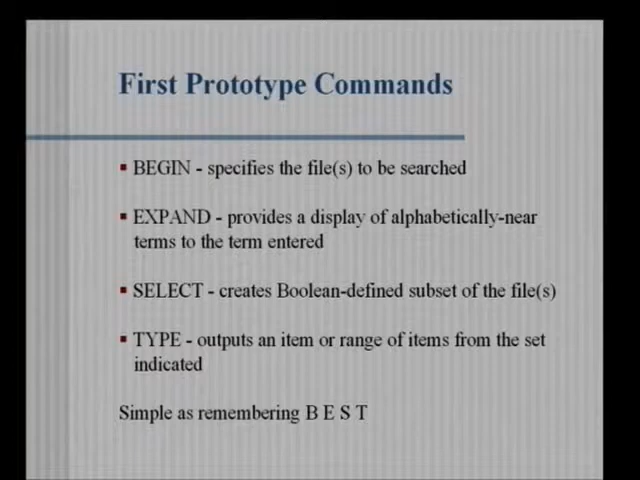 First Prototype Commands
▪ BEGIN - specifies the file(s) to be searched
▪ EXPAND - provides a display of alphabetically-near
terms to the term entered
▪ SELECT - creates Boolean-defined subset of the file(s)
▪ TYPE - outputs an item or range of items from the set
indicated
Simple as remembering B E S T